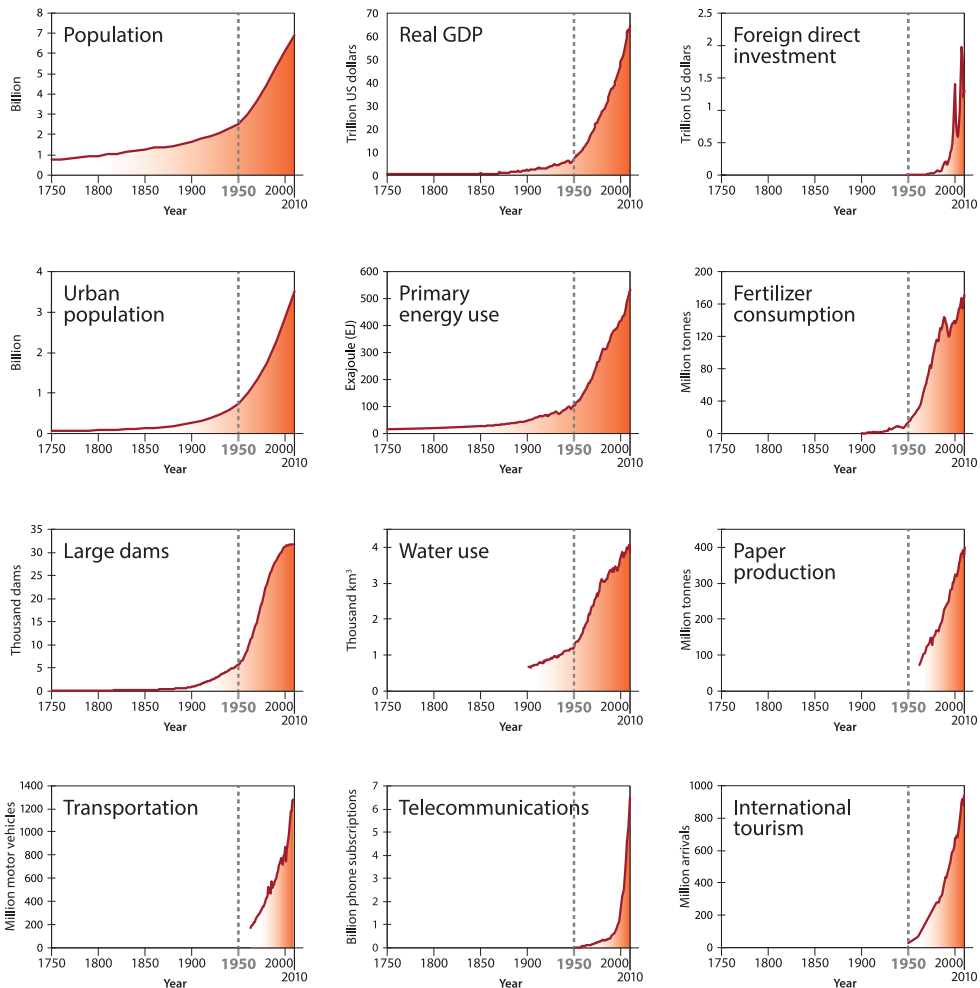 Population
Billion
8
7
6
5
4
3
2
1
0
1750 1800 1850 1900 1950 2000 2010
Year
Real GDP
Trillion US dollars
70
60
50
40
30
20
10
0
1750 1800 1850 1900 1950 2000 2010
Year
Foreign direct
investment
Trillion US dollars
2.5
2
1.5
1
0.5
0
1750 1800 1850 1900 1950 2000 2010
Year
Urban
population
Billion
4
3
2
1
0
1750 1800 1850 1900 1950 2000 2010
Year
Primary
energy use
Exajoule (EJ)
600
500
400
300
200
100
0
1750 1800 1850 1900 1950 2000 2010
Year
Fertilizer
consumption
Million tonnes
200
160
120
80
40
0
1750 1800 1850 1900 1950 2000 2010
Year
Large dams
Thousand dams
35
30
25
20
15
10
5
0
1750 1800 1850 1900 1950 2000 2010
Year
Water use
Thousand km³
4
3
2
1
0
1750 1800 1850 1900 1950 2000 2010
Year
Paper
production
Million tonnes
400
300
200
100
0
1750 1800 1850 1900 1950 2000 2010
Year
Transportation
Million motor vehicles
1400
1200
1000
800
600
400
200
0
1750 1800 1850 1900 1950 2000 2010
Year
Telecommunications
Billion phone subscriptions
7
6
5
4
3
2
1
0
1750 1800 1850 1900 1950 2000 2010
Year
International
tourism
Million arrivals
1000
800
600
400
200
0
1750 1800 1850 1900 1950 2000 2010
Year